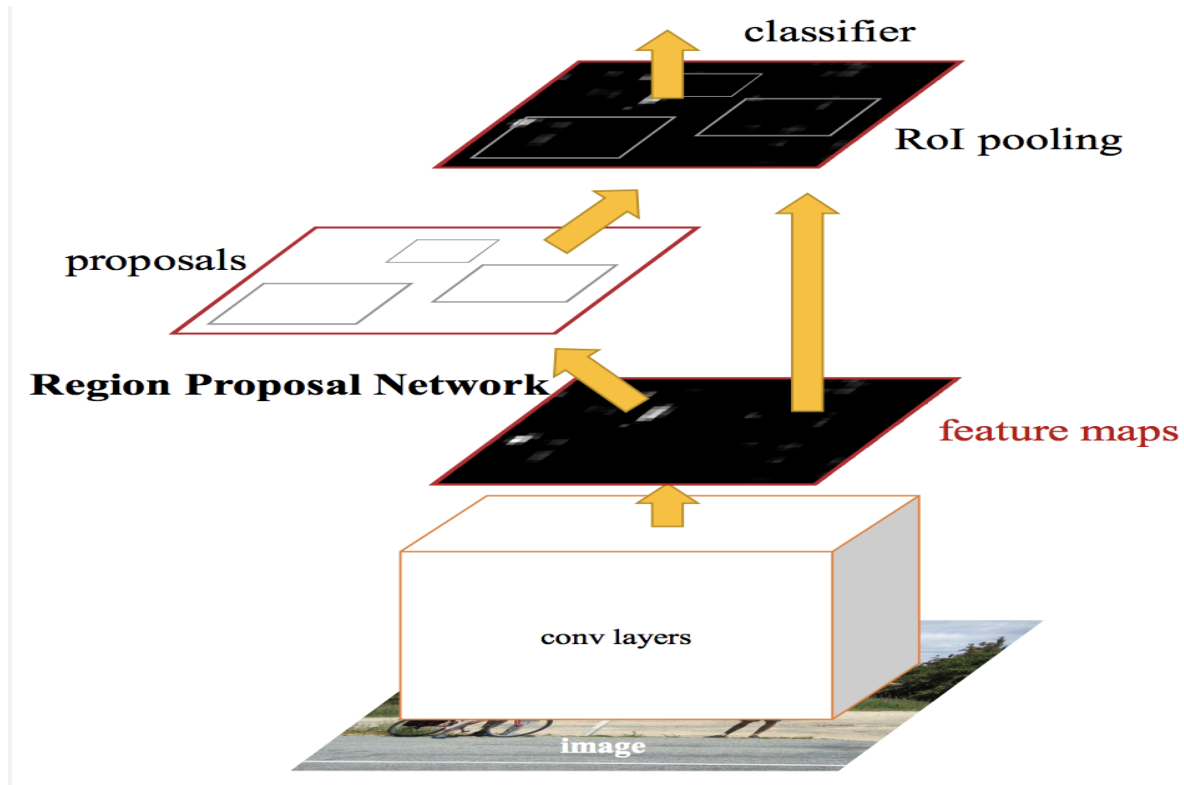 classifier
RoI pooling
proposals
Region Proposal Network
feature maps
conv layers
image